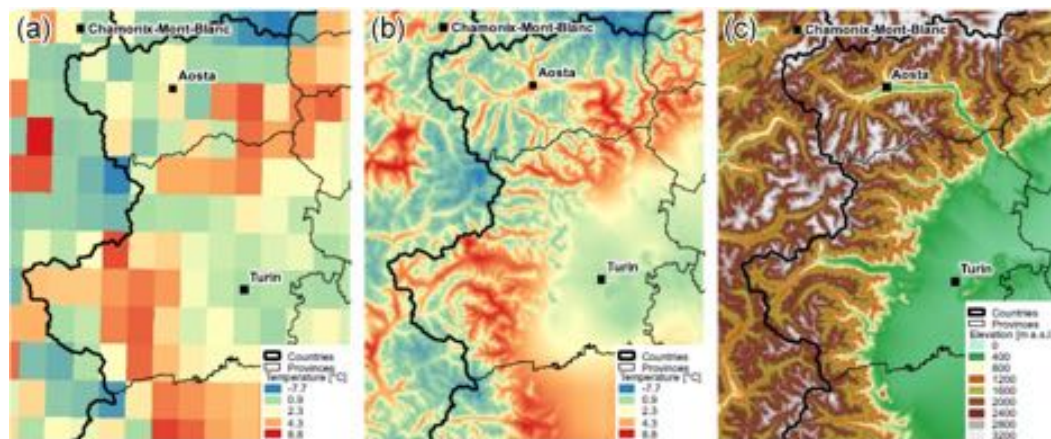 (a)
Chamonix-Mont-Blanc
Aosta
Turin
Countries
Provinces
Temperature [°C]
-7.7
0.9
2.3
4.3
8.8
(b)
Chamonix-Mont-Blanc
Aosta
Turin
Countries
Provinces
Temperature [°C]
-7.7
0.9
2.3
4.3
8.8
(c)
Chamonix-Mont-Blanc
Aosta
Turin
Countries
Provinces
Elevation [m a.s.l.]
0
400
800
1200
1600
2000
2400
2800
3200